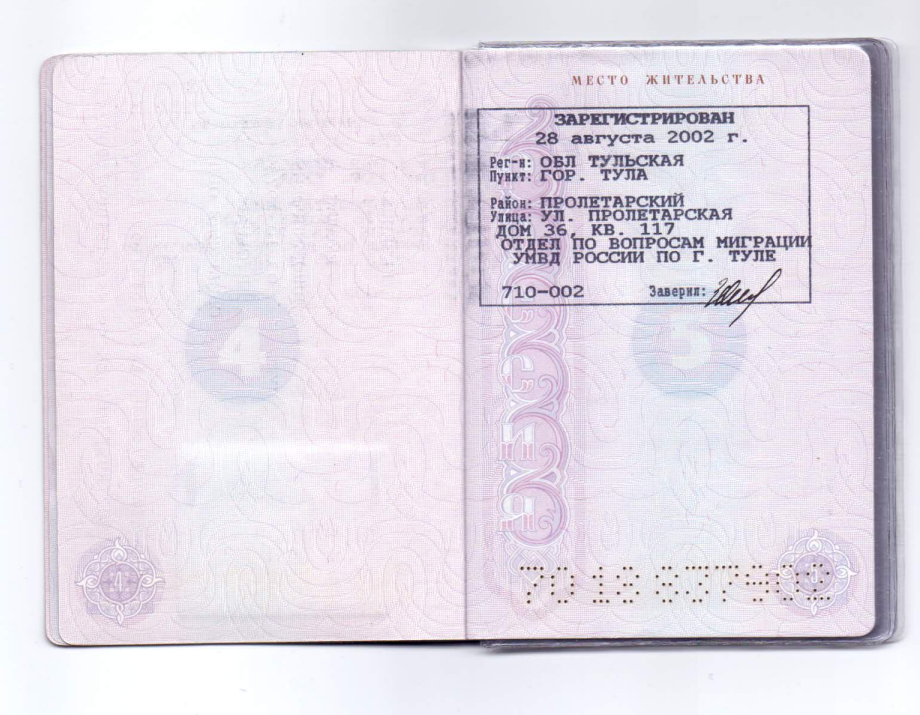 МЕСТО ЖИТЕЛЬСТВА
ЗАРЕГИСТРИРОВАН
28 августа 2002 г.
Рег-н: ОБЛ ТУЛЬСКАЯ
Пункт: ГОР. ТУЛА
Район: ПРОЛЕТАРСКИЙ
Улица: УЛ. ПРОЛЕТАРСКАЯ
ДОМ 36, КВ. 117
ОТДЕЛ ПО ВОПРОСАМ МИГРАЦИИ
УМВД РОССИИ ПО Г. ТУЛЕ
710-002 Заверил:
4
5
4